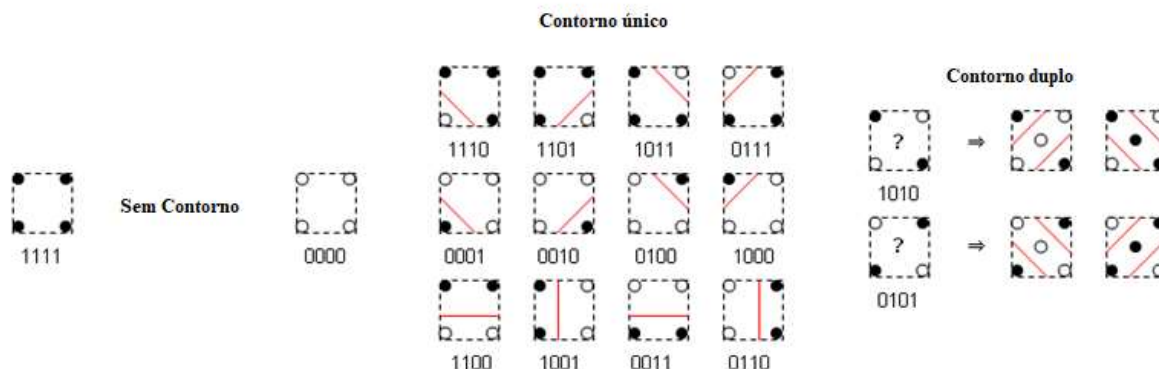 Contorno único
1110 1101 1011 0111
Contorno duplo
? ⇒
1010
1111
Sem Contorno
0000
0001 0010 0100 1000
? ⇒
0101
1100 1001 0011 0110